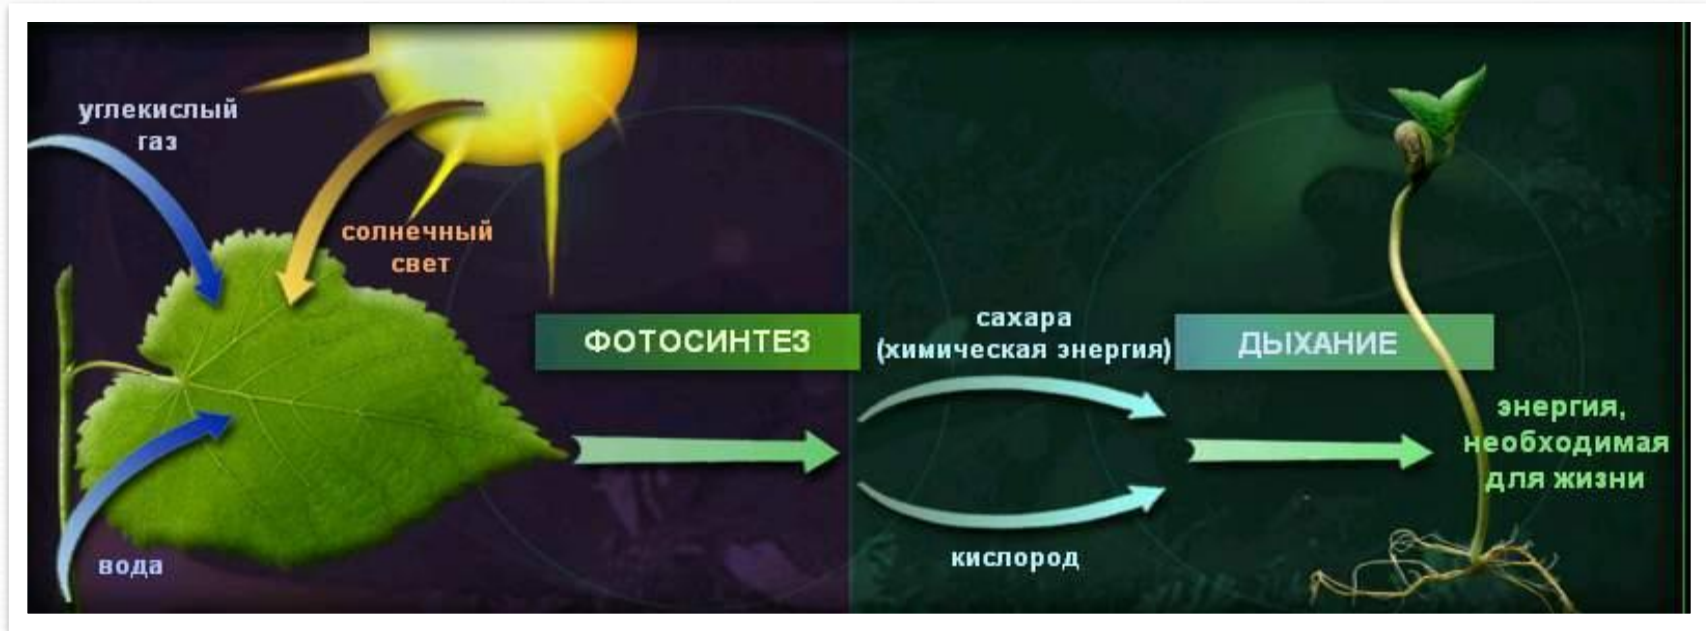 углекислый
газ
солнечный
свет
ФОТОСИНТЕЗ
вода
сахара
(химическая энергия)
кислород
ДЫХАНИЕ
энергия,
необходимая
для жизни